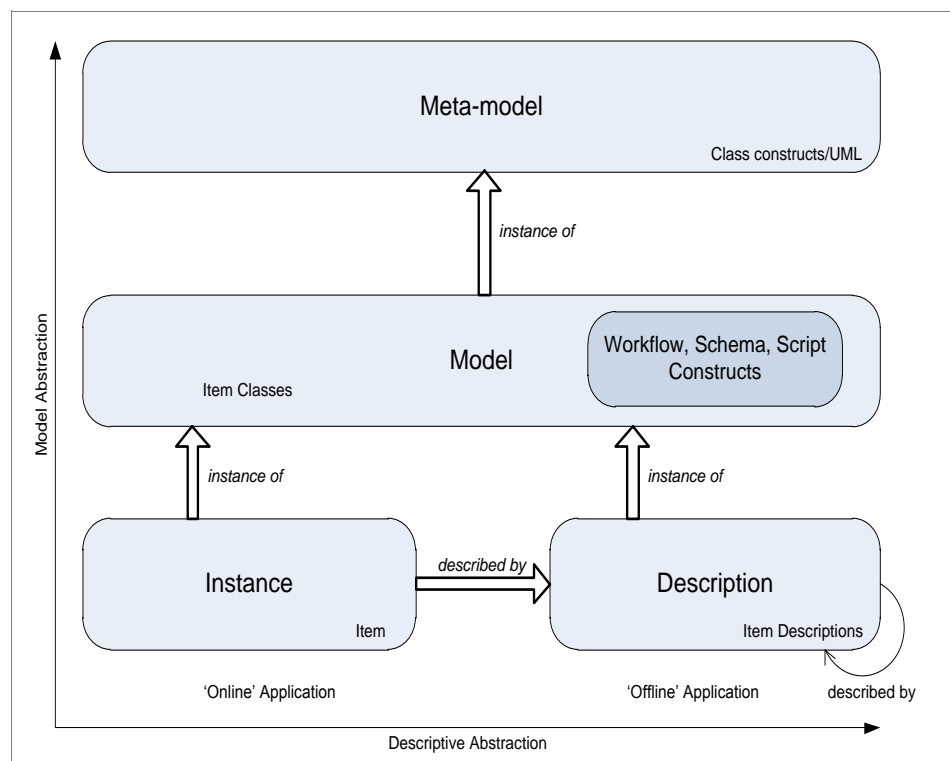 Meta-model
Class constructs/UML
instance of
Model Abstraction
Model
Workflow, Schema, Script
Constructs
Item Classes
instance of
instance of
Instance
Item
described by
Description
Item Descriptions
'Online' Application
'Offline' Application
described by
Descriptive Abstraction